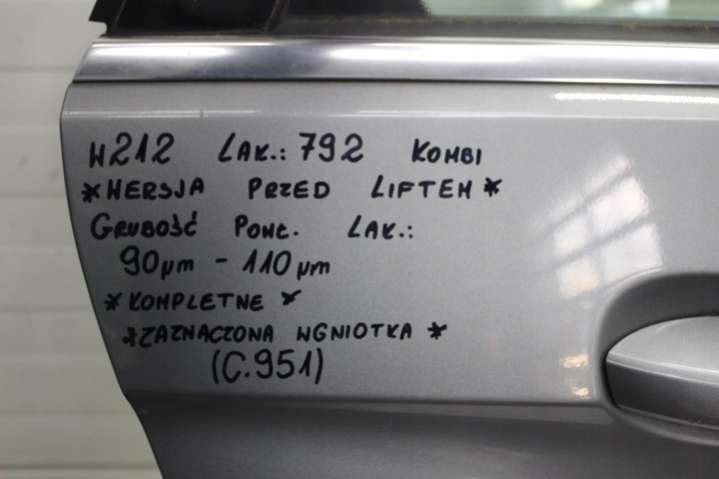 W212 LAK.: 792 KOMBI
*WERSJA PRZED LIFTEM*
GRUBOŚĆ POWŁ. LAK.:
90µm - 110µm
*KOMPLETNE*
*ZAZNACZONA WGNIOTKA*
(C.951)